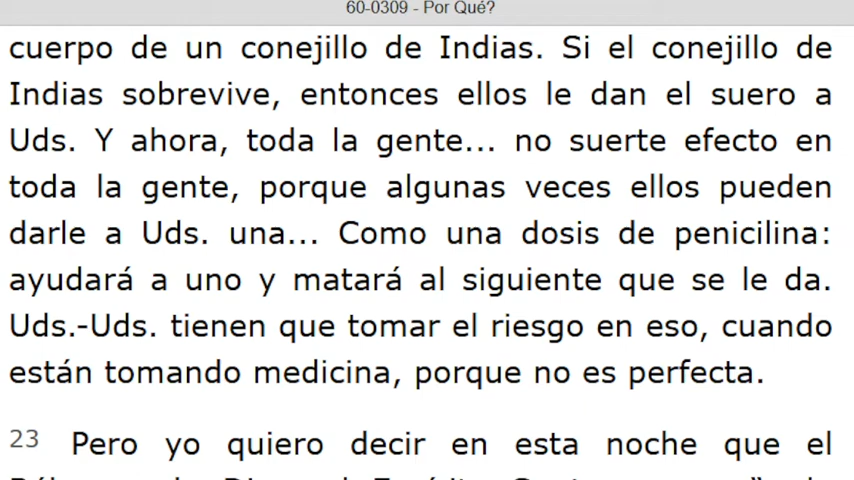 60-0309 - Por Qué?
cuerpo de un conejillo de Indias. Si el conejillo de
Indias sobrevive, entonces ellos le dan el suero a
Uds. Y ahora, toda la gente... no suerte efecto en
toda la gente, porque algunas veces ellos pueden
darle a Uds. una... Como una dosis de penicilina:
ayudará a uno y matará al siguiente que se le da.
Uds.-Uds. tienen que tomar el riesgo en eso, cuando
están tomando medicina, porque no es perfecta.
23 Pero yo quiero decir en esta noche que el